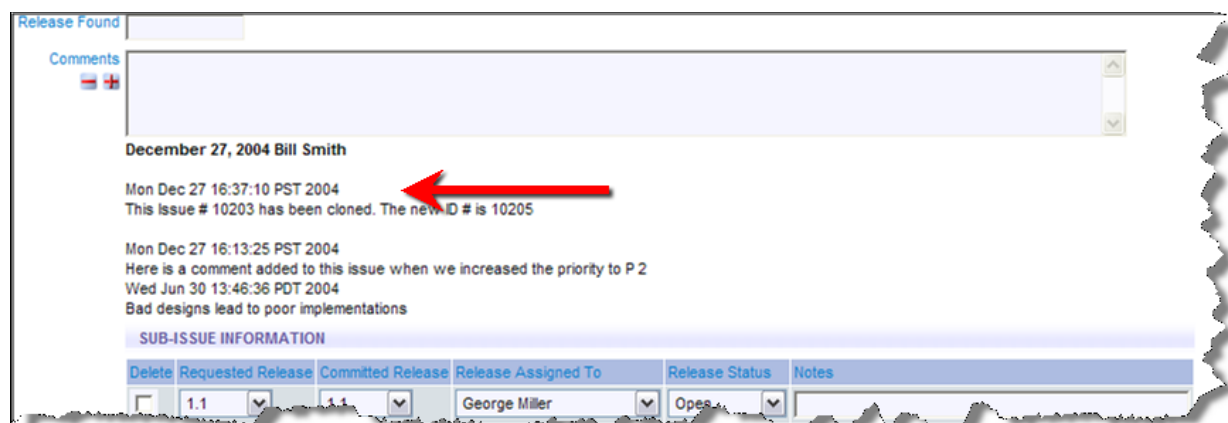 Release Found
Comments
December 27, 2004 Bill Smith
Mon Dec 27 16:37:10 PST 2004
This Issue # 10203 has been cloned. The new ID # is 10205
Mon Dec 27 16:13:25 PST 2004
Here is a comment added to this issue when we increased the priority to P 2
Wed Jun 30 13:46:36 PDT 2004
Bad designs lead to poor implementations
SUB-ISSUE INFORMATION
Delete Requested Release Committed Release Release Assigned To Release Status Notes
1.1 1.1 George Miller Open